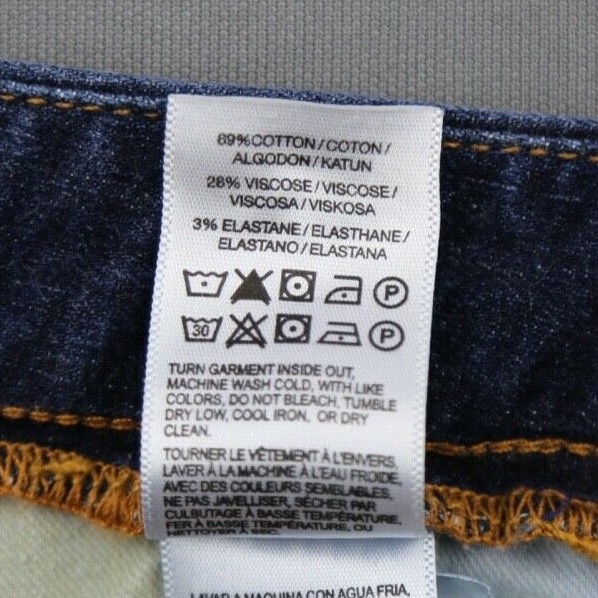 69%COTTON/COTON/
ALGODON/KATUN
28% VISCOSE/VISCOSE/
VISCOSA/VISKOSA
3% ELASTANE/ELASTHANE/
ELASTANO/ELASTANA
P
30 P
TURN GARMENT INSIDE OUT,
MACHINE WASH COLD, WITH LIKE
COLORS, DO NOT BLEACH, TUMBLE
DRY LOW, COOL IRON, OR DRY
CLEAN.
TOURNER LE VÊTEMENT À L'ENVERS,
LAVER À LA MACHINE À L'EAU FROIDE,
AVEC DES COULEURS SEMBLABLES,
NE PAS JAVELLISER, SÉCHER PAR
CULBUTAGE À BASSE TEMPÉRATURE,
FER À BASSE TEMPÉRATURE, OU
NETTOYER À SEC.
LAVAR A MAQUINA CON AGUA FRIA,